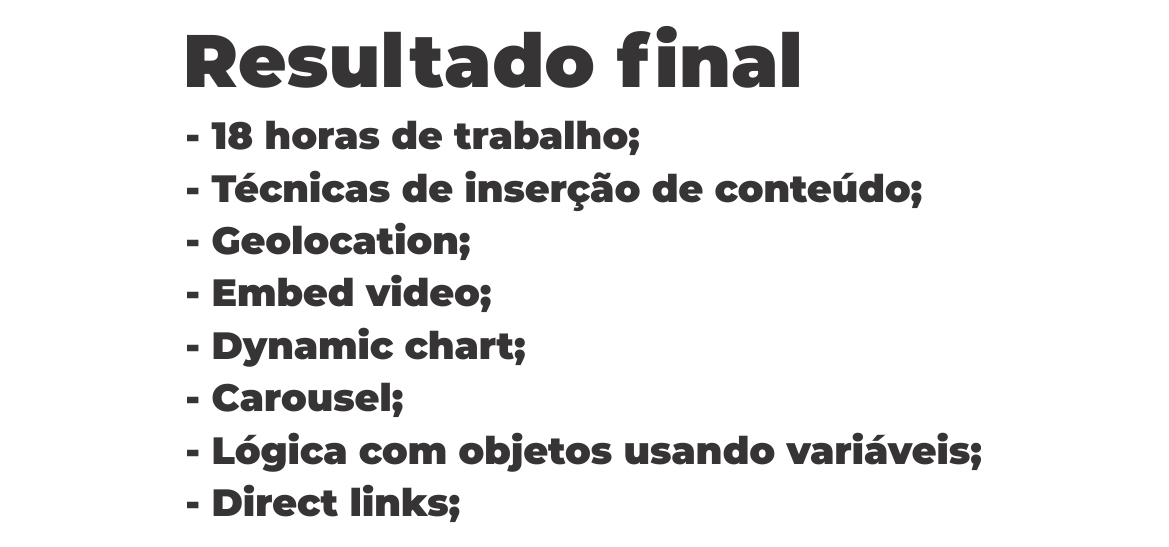 Resultado final
- 18 horas de trabalho;
- Técnicas de inserção de conteúdo;
- Geolocation;
- Embed video;
- Dynamic chart;
- Carousel;
- Lógica com objetos usando variáveis;
- Direct links;